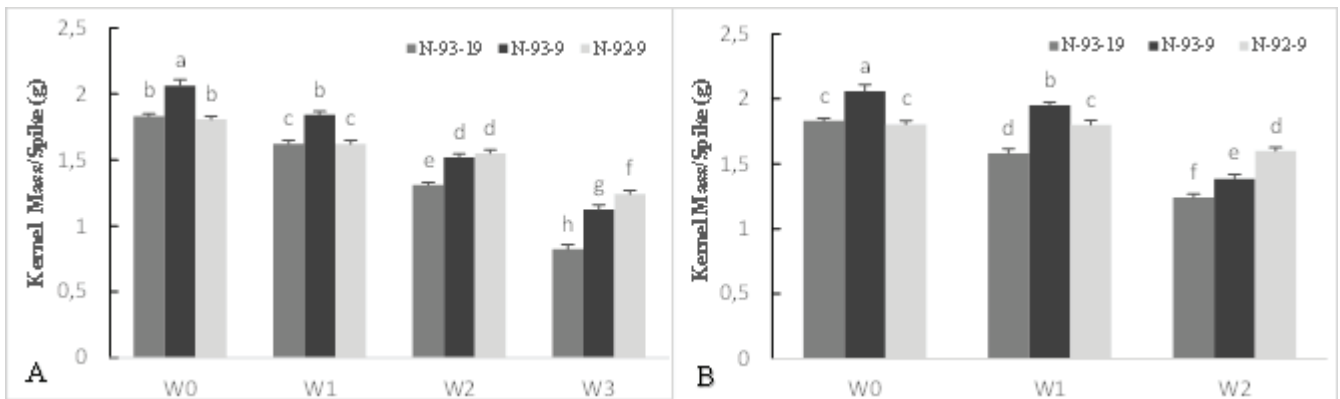 2,5
2
1,5
1
0,5
0
Kernel Mass/Spike (g)
N-93-19 N-93-9 N-92-9
b a b
c b c
e d d
h g f
W0 W1 W2 W3
A
2,5
2
1,5
1
0,5
0
Kernel Mass/Spike (g)
N-93-19 N-93-9 N-92-9
c a c
d b c
f e d
W0 W1 W2
B